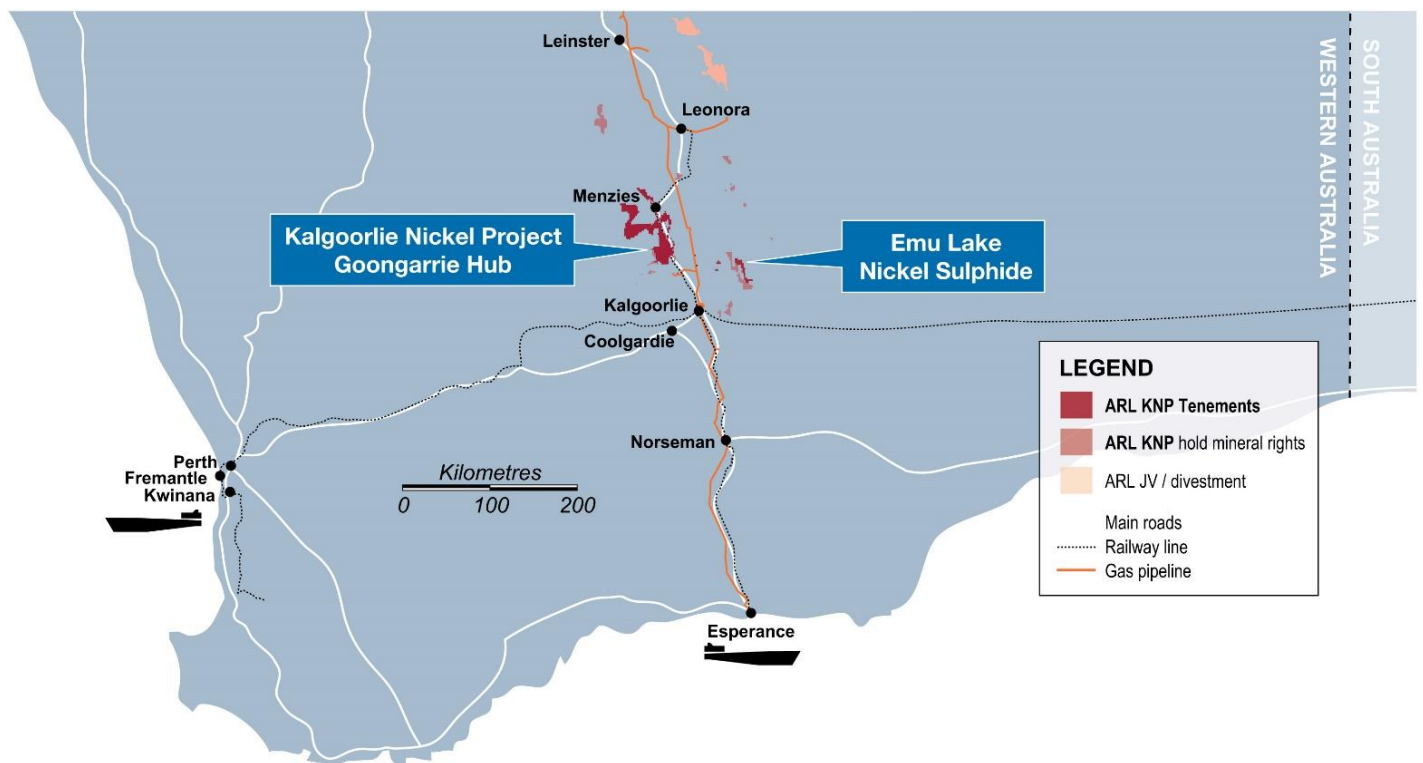 Leinster
Leonora
Menzies
Kalgoorlie Nickel Project
Goongarrie Hub
Emu Lake
Nickel Sulphide
WESTERN AUSTRALIA
SOUTH AUSTRALIA
Kalgoorlie
Coolgardie
Norseman
Perth
Fremantle
Kwinana
Kilometres
0 100 200
Esperance
LEGEND
ARL KNP Tenements
ARL KNP hold mineral rights
ARL JV / divestment
Main roads
Railway line
Gas pipeline